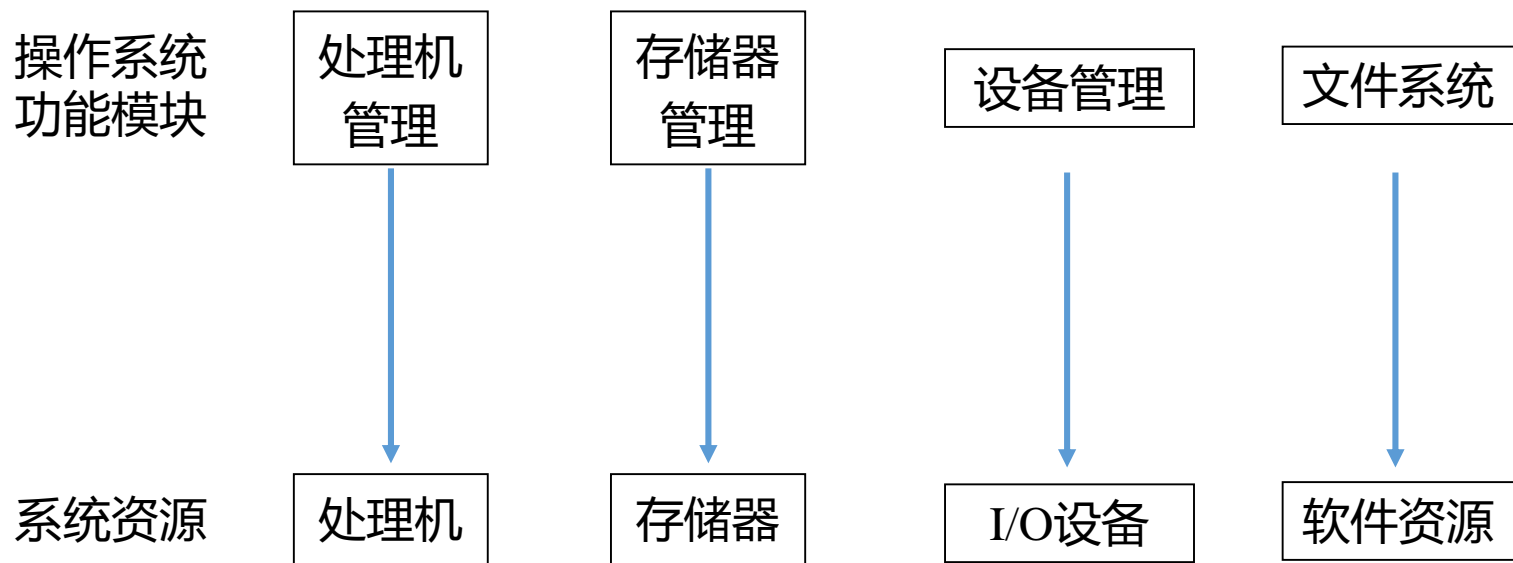 操作系统
功能模块
处理机
管理
存储器
管理
设备管理
文件系统
系统资源
处理机
存储器
I/O设备
软件资源